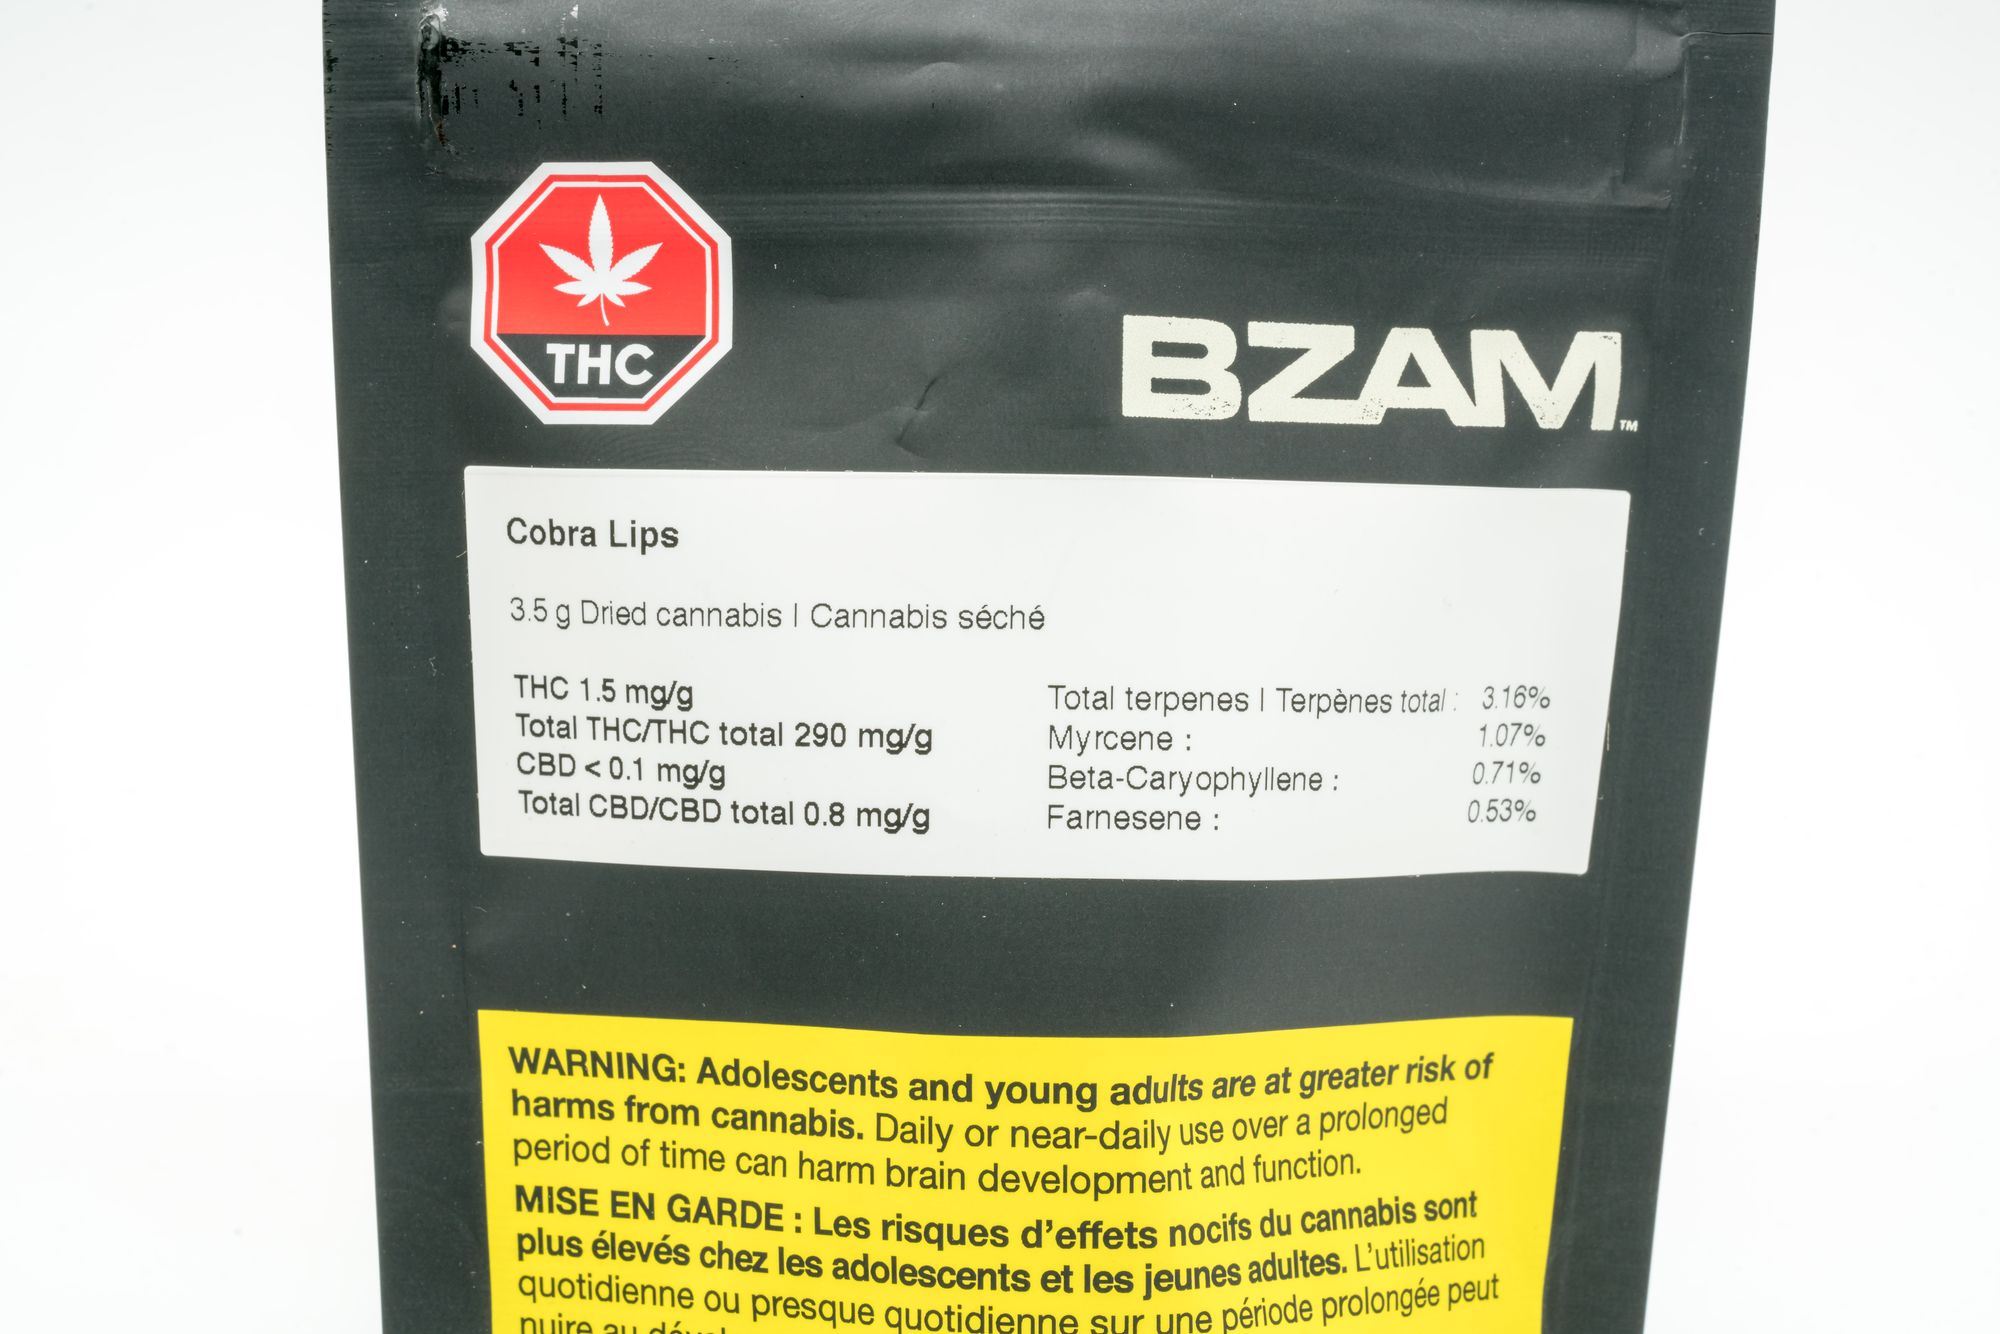 THC
BZAM™
Cobra Lips
3.5 g Dried cannabis | Cannabis séché
THC 1.5 mg/g
Total THC/THC total 290 mg/g
CBD < 0.1 mg/g
Total CBD/CBD total 0.8 mg/g
Total terpenes | Terpènes total : 3.16%
Myrcene : 1.07%
Beta-Caryophyllene : 0.71%
Farnesene : 0.53%
WARNING: Adolescents and young adults are at greater risk of
harms from cannabis. Daily or near-daily use over a prolonged
period of time can harm brain development and function.
MISE EN GARDE : Les risques d'effets nocifs du cannabis sont
plus élevés chez les adolescents et les jeunes adultes. L'utilisation
quotidienne ou presque quotidienne sur une période prolongée peut
nuire au